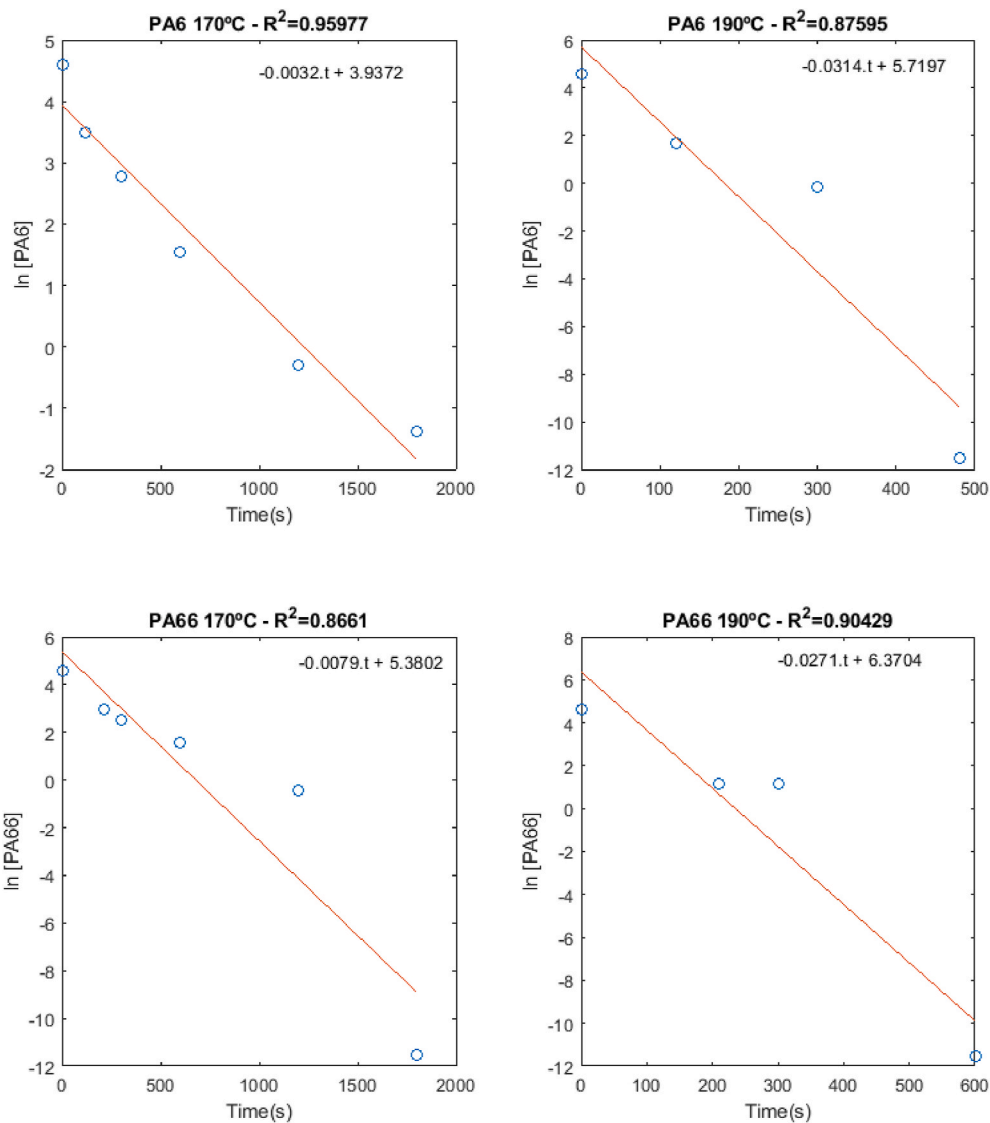 PA6 170ºC - R²=0.95977
-0.0032.t + 3.9372
5
4
3
2
1
0
-1
-2
ln [PA6]
0 500 1000 1500 2000
Time(s)
PA6 190ºC - R²=0.87595
-0.0314.t + 5.7197
6
4
2
0
-2
-4
-6
-8
-10
-12
ln [PA6]
0 100 200 300 400 500
Time(s)
PA66 170ºC - R²=0.8661
-0.0079.t + 5.3802
6
4
2
0
-2
-4
-6
-8
-10
-12
ln [PA66]
0 500 1000 1500 2000
Time(s)
PA66 190ºC - R²=0.90429
-0.0271.t + 6.3704
8
6
4
2
0
-2
-4
-6
-8
-10
-12
ln [PA66]
0 100 200 300 400 500 600
Time(s)